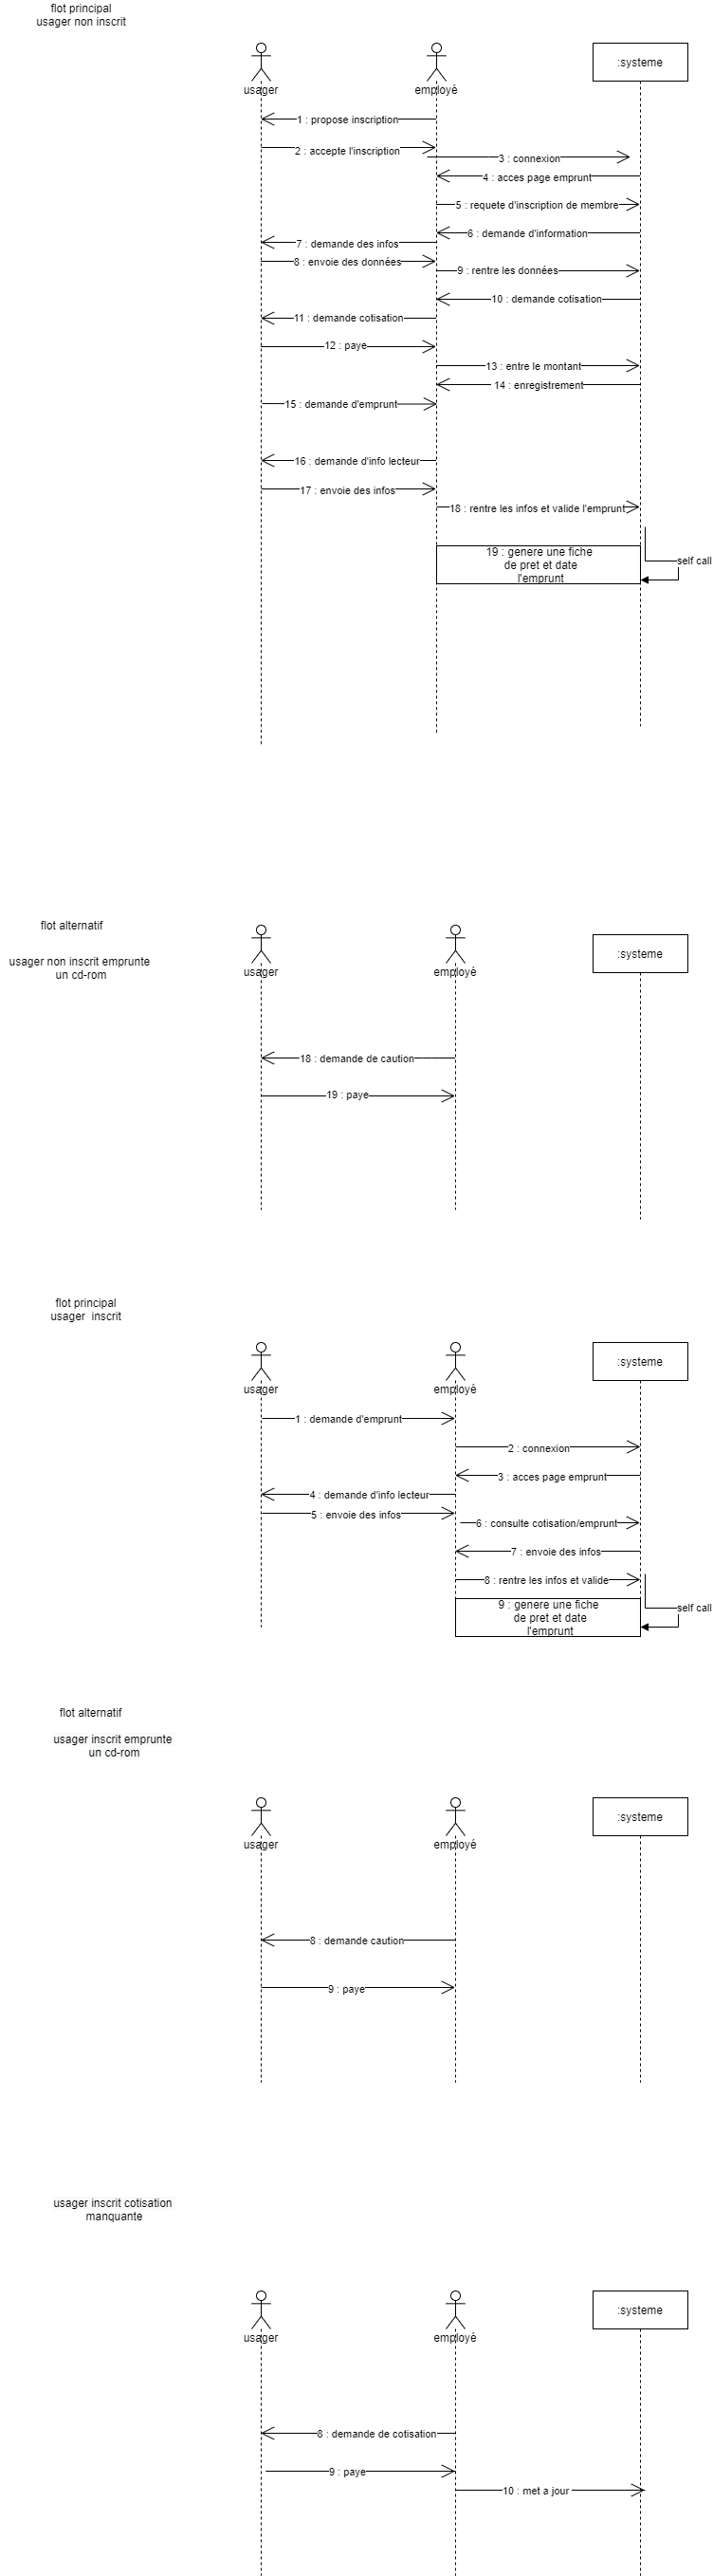 flot principal
usager non inscrit
usager
employé
:systeme
1 : propose inscription
2 : accepte l'inscription
3 : connexion
4 : acces page emprunt
5 : requete d'inscription de membre
6 : demande d'information
7 : demande des infos
8 : envoie des données
9 : rentre les données
10 : demande cotisation
11 : demande cotisation
12 : paye
13 : entre le montant
14 : enregistrement
15 : demande d'emprunt
16 : demande d'info lecteur
17 : envoie des infos
18 : rentre les infos et valide l'emprunt
19 : genere une fiche
de pret et date
l'emprunt
self call
flot alternatif
usager non inscrit emprunte
un cd-rom
usager
employé
:systeme
18 : demande de caution
19 : paye
flot principal
usager inscrit
usager
employé
:systeme
1 : demande d'emprunt
2 : connexion
3 : acces page emprunt
4 : demande d'info lecteur
5 : envoie des infos
6 : consulte cotisation/emprunt
7 : envoie des infos
8 : rentre les infos et valide
9 : genere une fiche
de pret et date
l'emprunt
self call
flot alternatif
usager inscrit emprunte
un cd-rom
usager
employé
:systeme
8 : demande caution
9 : paye
usager inscrit cotisation
manquante
usager
employé
:systeme
8 : demande de cotisation
9 : paye
10 : met a jour